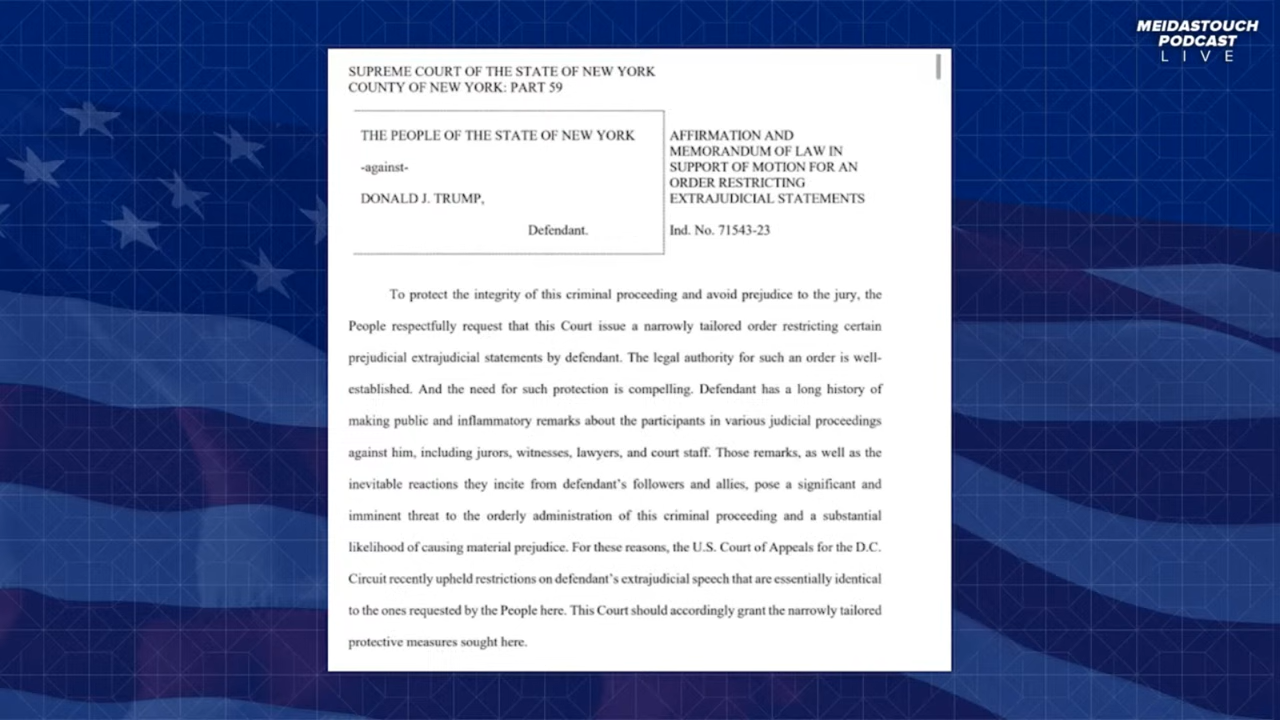 MEIDASTOUCH
PODCAST
LIVE
SUPREME COURT OF THE STATE OF NEW YORK
COUNTY OF NEW YORK: PART 59
THE PEOPLE OF THE STATE OF NEW YORK
-against-
DONALD J. TRUMP,
Defendant.
AFFIRMATION AND
MEMORANDUM OF LAW IN
SUPPORT OF MOTION FOR AN
ORDER RESTRICTING
EXTRAJUDICIAL STATEMENTS
Ind. No. 71543-23
To protect the integrity of this criminal proceeding and avoid prejudice to the jury, the
People respectfully request that this Court issue a narrowly tailored order restricting certain
prejudicial extrajudicial statements by defendant. The legal authority for such an order is well-
established. And the need for such protection is compelling. Defendant has a long history of
making public and inflammatory remarks about the participants in various judicial proceedings
against him, including jurors, witnesses, lawyers, and court staff. Those remarks, as well as the
inevitable reactions they incite from defendant's followers and allies, pose a significant and
imminent threat to the orderly administration of this criminal proceeding and a substantial
likelihood of causing material prejudice. For these reasons, the U.S. Court of Appeals for the D.C.
Circuit recently upheld restrictions on defendant's extrajudicial speech that are essentially identical
to the ones requested by the People here. This Court should accordingly grant the narrowly tailored
protective measures sought here.